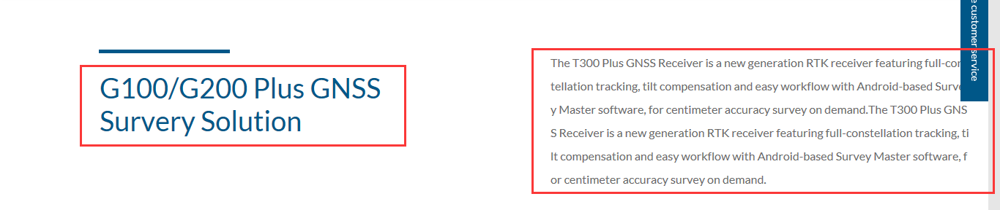 G100/G200 Plus GNSS
Survery Solution
The T300 Plus GNSS Receiver is a new generation RTK receiver featuring full-con
tellation tracking, tilt compensation and easy workflow with Android-based Surve
y Master software, for centimeter accuracy survey on demand.The T300 Plus GNS
S Receiver is a new generation RTK receiver featuring full-constellation tracking, ti
lt compensation and easy workflow with Android-based Survey Master software, f
or centimeter accuracy survey on demand.
e customer service